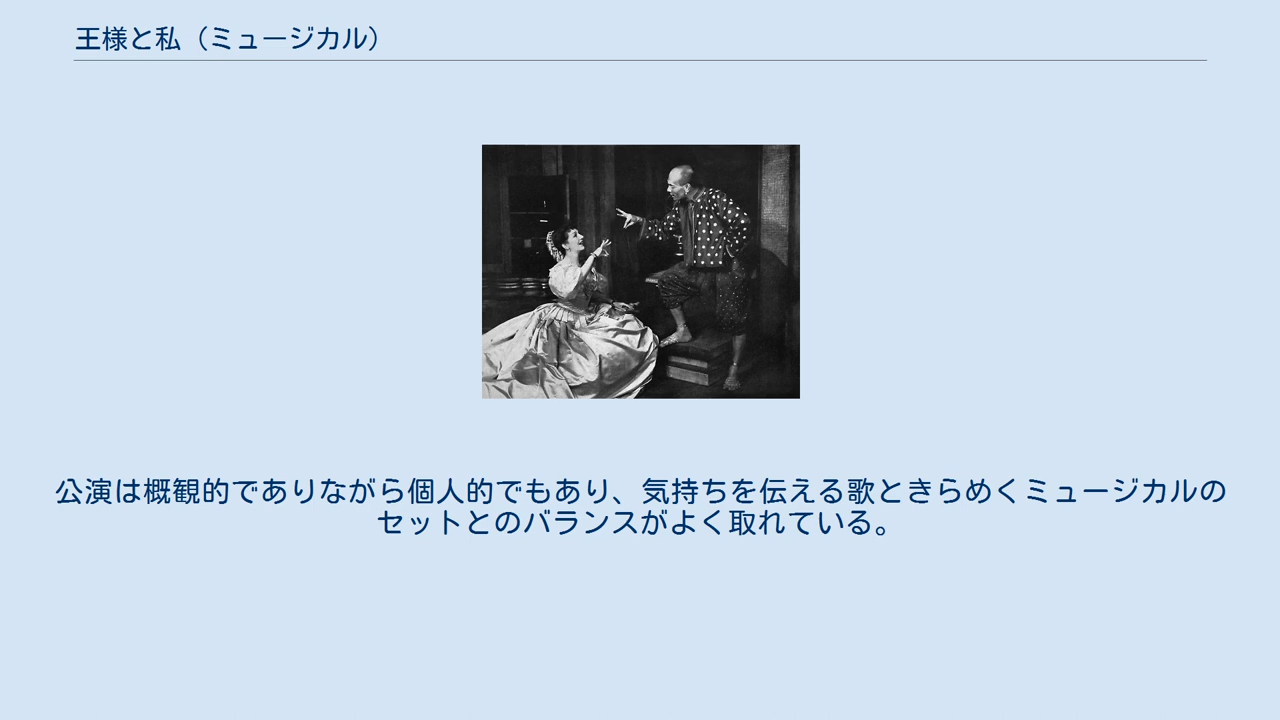 王様と私（ミュージカル）
公演は概観的でありながら個人的でもあり、気持ちを伝える歌ときらめくミュージカルの
セットとのバランスがよく取れている。